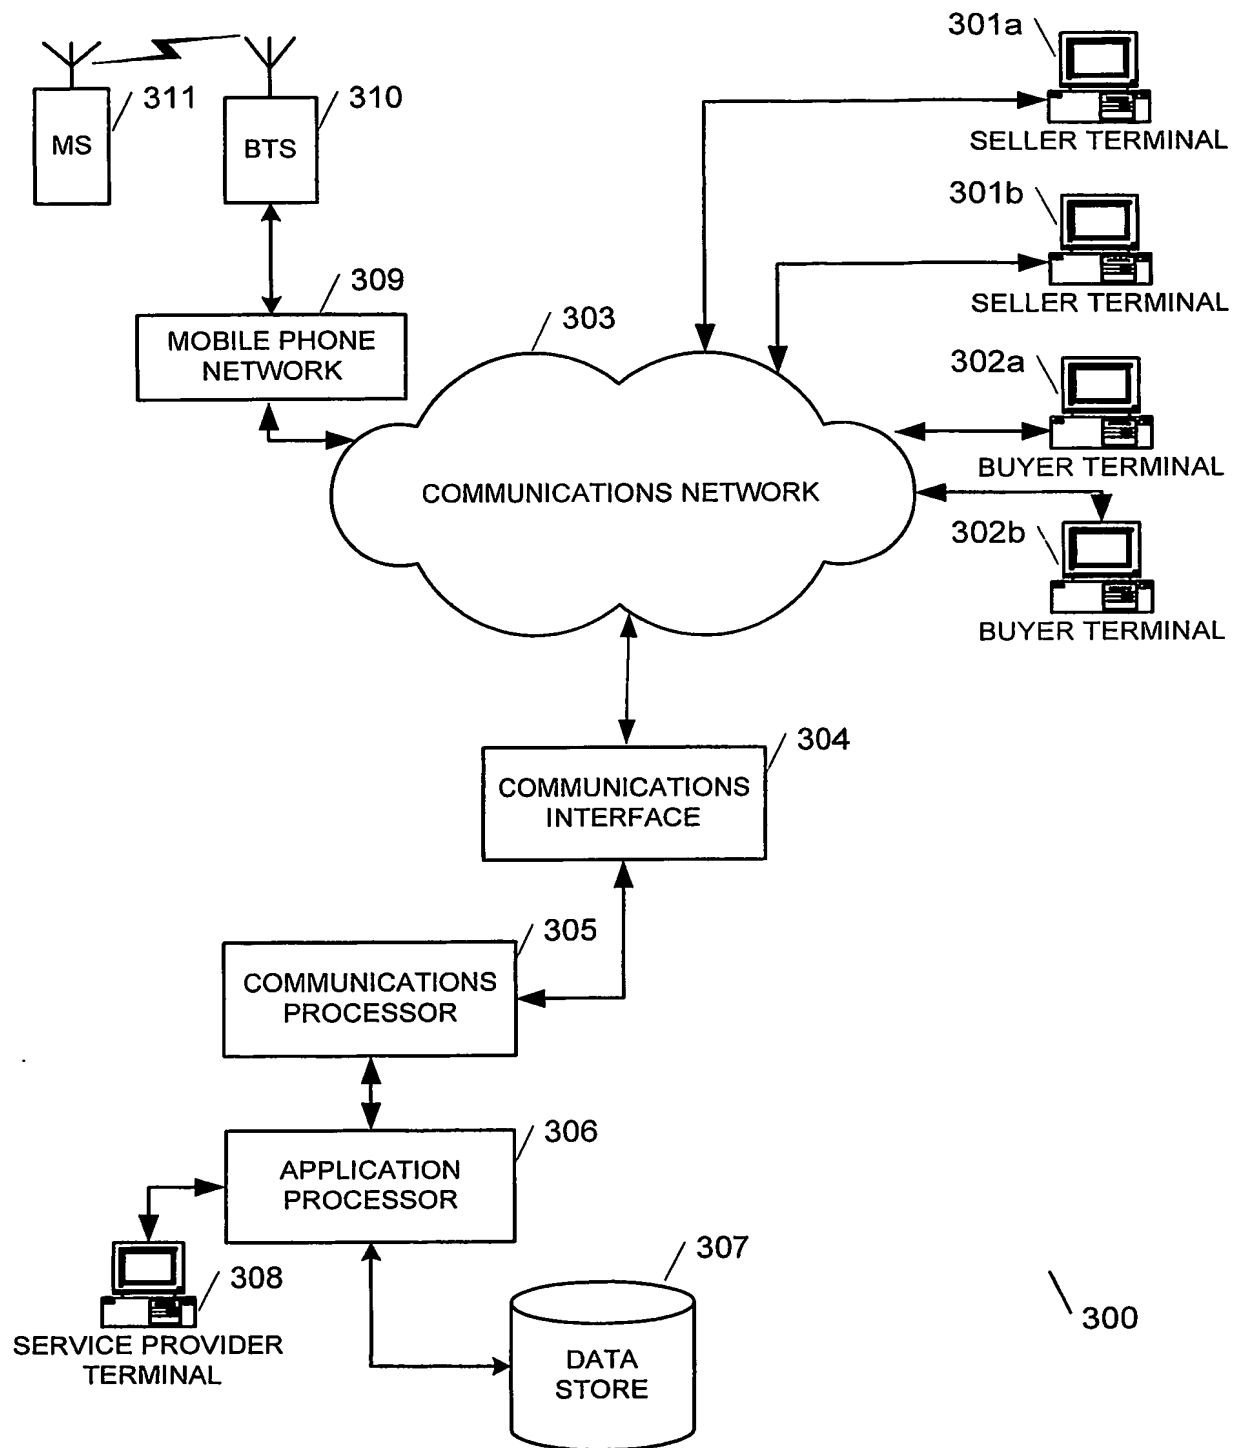 301a
311
310
MS
BTS
SELLER TERMINAL
301b
309
SELLER TERMINAL
303
MOBILE PHONE
NETWORK
302a
BUYER TERMINAL
COMMUNICATIONS NETWORK
302b
BUYER TERMINAL
304
COMMUNICATIONS
INTERFACE
305
COMMUNICATIONS
PROCESSOR
306
APPLICATION
PROCESSOR
307
308
300
SERVICE PROVIDER
TERMINAL
DATA
STORE